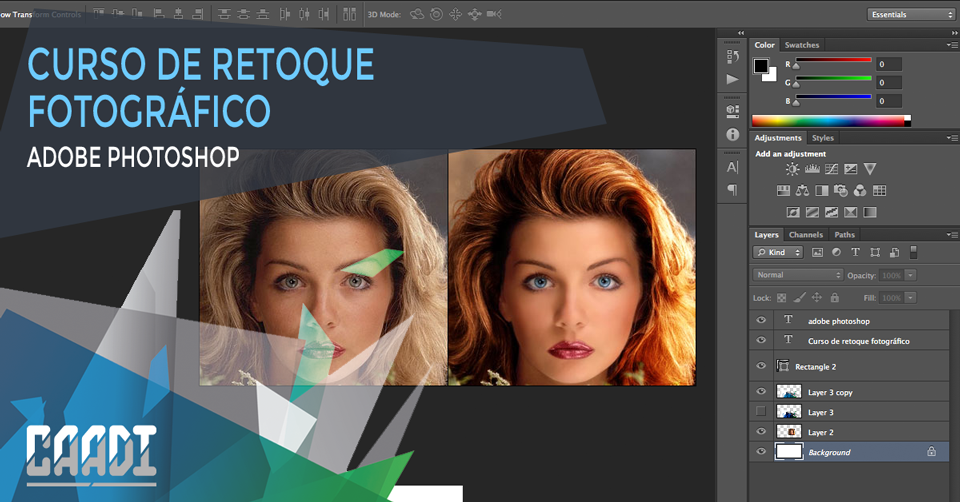 ow Transform Controls
3D Mode:
Essentials
CURSO DE RETOQUE
FOTOGRÁFICO
ADOBE PHOTOSHOP
CAADI
Color Swatches
R 0
G 0
B 0
Adjustments Styles
Add an adjustment
Layers Channels Paths
Kind
Normal Opacity: 100%
Lock: Fill: 100%
T adobe photoshop
T Curso de retoque fotográfico
Rectangle 2
Layer 3 copy
Layer 3
Layer 2
Background